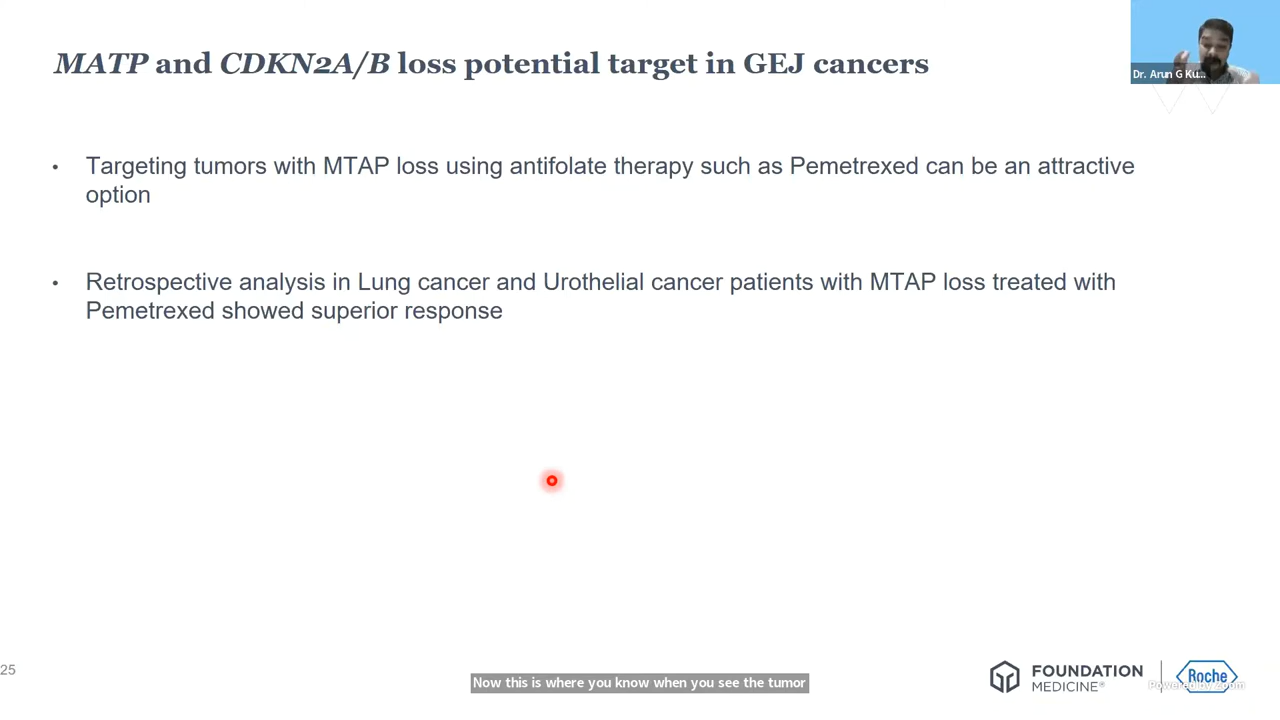 MATP and CDKN2A/B loss potential target in GEJ cancers
Dr. Arun G Ku...
• Targeting tumors with MTAP loss using antifolate therapy such as Pemetrexed can be an attractive
option
• Retrospective analysis in Lung cancer and Urothelial cancer patients with MTAP loss treated with
Pemetrexed showed superior response
25
Now this is where you know when you see the tumor
FOUNDATION
MEDICINE®
Roche
Powered by Zoom